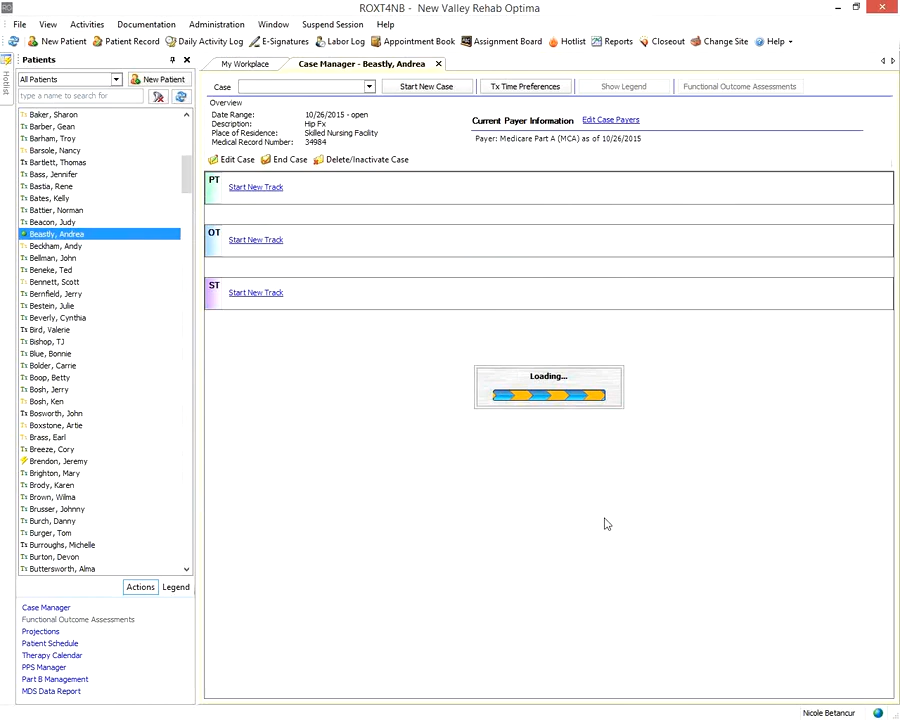 ROXT4NB - New Valley Rehab Optima
File View Activities Documentation Administration Window Suspend Session Help
New Patient Patient Record Daily Activity Log E-Signatures Labor Log Appointment Book Assignment Board Hotlist Reports Closeout Change Site Help
Hotlist
Patients
All Patients New Patient
type a name to search for
Baker, Sharon
Barber, Gean
Barham, Troy
Barsole, Nancy
Bartlett, Thomas
Bass, Jennifer
Bastia, Rene
Bates, Kelly
Battier, Norman
Beacon, Judy
Beastly, Andrea
Beckham, Andy
Bellman, John
Beneke, Ted
Bennett, Scott
Bernfield, Jerry
Bestein, Julie
Beverly, Cynthia
Bird, Valerie
Bishop, TJ
Blue, Bonnie
Bolder, Carrie
Boop, Betty
Bosh, Jerry
Bosh, Ken
Bosworth, John
Boxstone, Artie
Brass, Earl
Breeze, Cory
Brendon, Jeremy
Brighton, Mary
Brody, Karen
Brown, Wilma
Brusser, Johnny
Burch, Danny
Burger, Tom
Burroughs, Michelle
Burton, Devon
Buttersworth, Alma
Actions Legend
Case Manager
Functional Outcome Assessments
Projections
Patient Schedule
Therapy Calendar
PPS Manager
Part B Management
MDS Data Report
My Workplace Case Manager - Beastly, Andrea
Case Start New Case Tx Time Preferences Show Legend Functional Outcome Assessments
Overview
Date Range: 10/26/2015 - open
Description: Hip Fx
Place of Residence: Skilled Nursing Facility
Medical Record Number: 34984
Current Payer Information Edit Case Payers
Payer: Medicare Part A (MCA) as of 10/26/2015
Edit Case End Case Delete/Inactivate Case
PT Start New Track
OT Start New Track
ST Start New Track
Loading...
Nicole Betancur